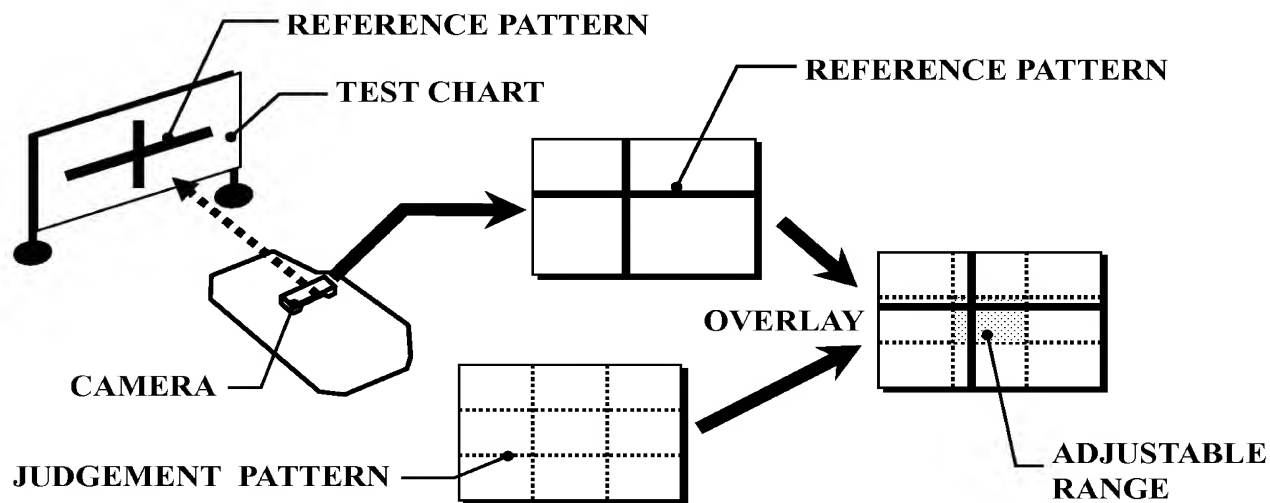 REFERENCE PATTERN
TEST CHART
REFERENCE PATTERN
OVERLAY
CAMERA
JUDGEMENT PATTERN
ADJUSTABLE
RANGE